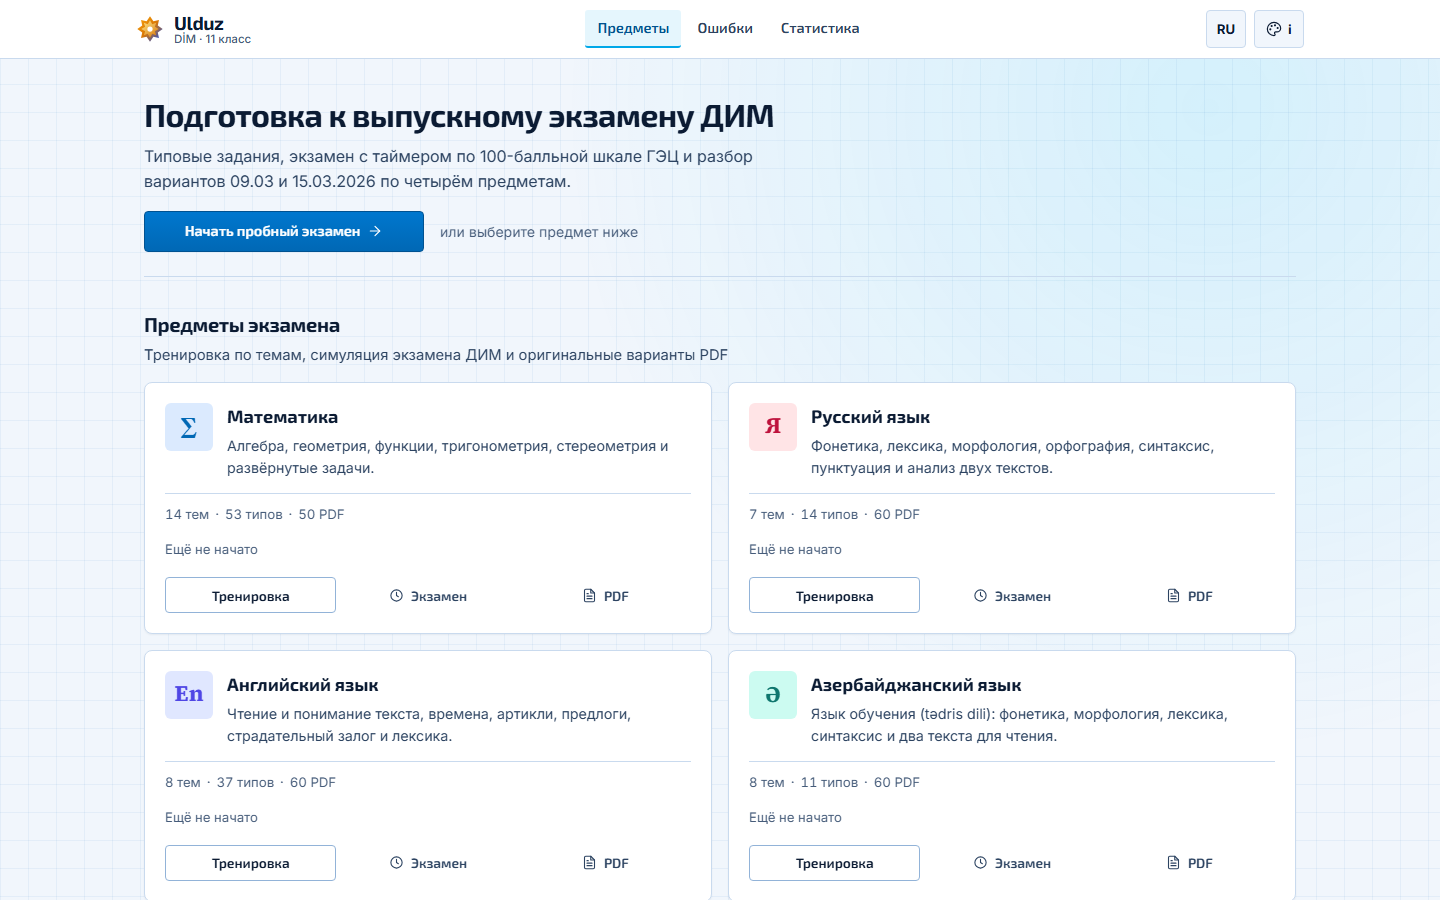 Ulduz
DİM · 11 класс
Предметы
Ошибки
Статистика
RU
i
Подготовка к выпускному экзамену ДИМ
Типовые задания, экзамен с таймером по 100-балльной шкале ГЭЦ и разбор
вариантов 09.03 и 15.03.2026 по четырём предметам.
Начать пробный экзамен →
или выберите предмет ниже
Предметы экзамена
Тренировка по темам, симуляция экзамена ДИМ и оригинальные варианты PDF
Σ
Математика
Алгебра, геометрия, функции, тригонометрия, стереометрия и
развёрнутые задачи.
14 тем · 53 типов · 50 PDF
Ещё не начато
Тренировка
Экзамен
PDF
Я
Русский язык
Фонетика, лексика, морфология, орфография, синтаксис,
пунктуация и анализ двух текстов.
7 тем · 14 типов · 60 PDF
Ещё не начато
Тренировка
Экзамен
PDF
En
Английский язык
Чтение и понимание текста, времена, артикли, предлоги,
страдательный залог и лексика.
8 тем · 37 типов · 60 PDF
Ещё не начато
Тренировка
Экзамен
PDF
Ə
Азербайджанский язык
Язык обучения (tədris dili): фонетика, морфология, лексика,
синтаксис и два текста для чтения.
8 тем · 11 типов · 60 PDF
Ещё не начато
Тренировка
Экзамен
PDF